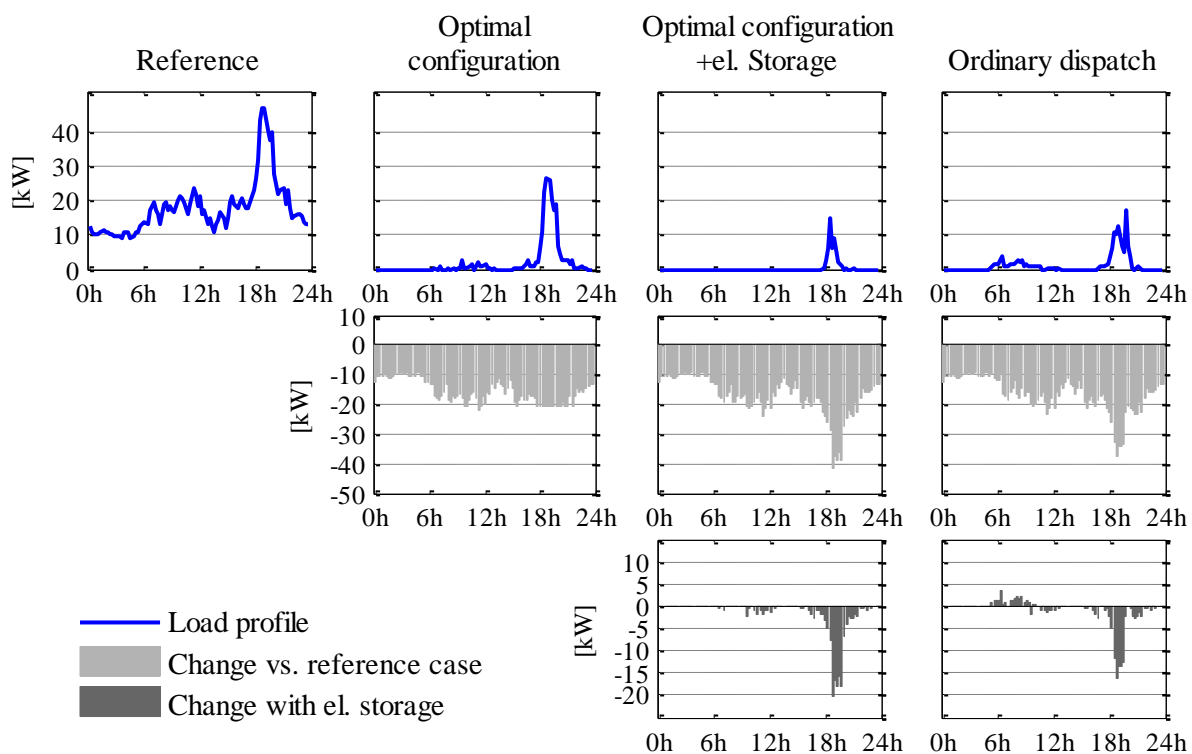 Reference
Optimal
configuration
Optimal configuration
+el. Storage
Ordinary dispatch
[kW]
40
30
20
10
0
0h 6h 12h 18h 24h
0h 6h 12h 18h 24h
0h 6h 12h 18h 24h
0h 6h 12h 18h 24h
[kW]
10
0
-10
-20
-30
-40
-50
0h 6h 12h 18h 24h
0h 6h 12h 18h 24h
0h 6h 12h 18h 24h
[kW]
10
5
0
-5
-10
-15
-20
0h 6h 12h 18h 24h
0h 6h 12h 18h 24h
Load profile
Change vs. reference case
Change with el. storage